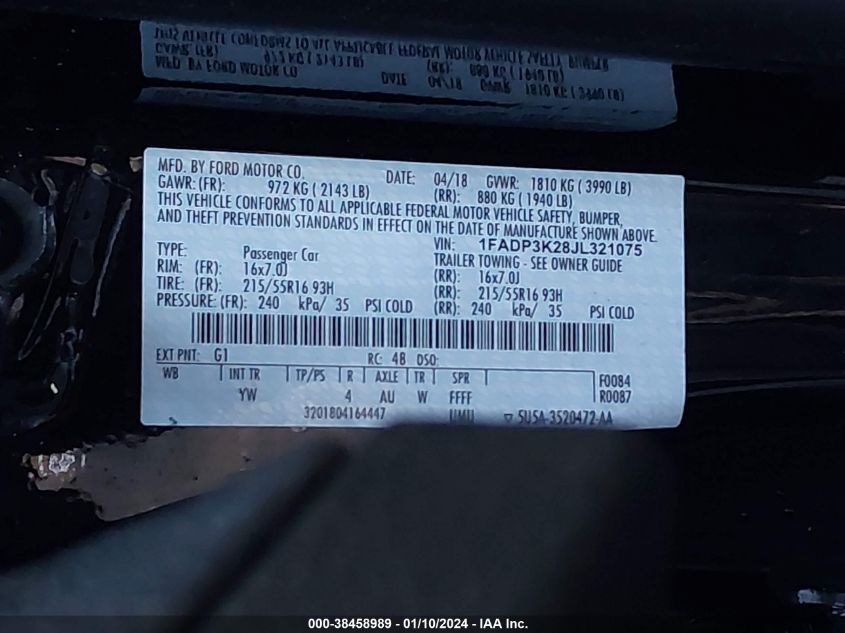 MFD. BY FORD MOTOR CO. DATE: 04/18 GVWR: 1810 KG ( 3990 LB)
GAWR: (FR): 972 KG ( 2143 LB) (RR): 880 KG ( 1940 LB)
THIS VEHICLE CONFORMS TO ALL APPLICABLE FEDERAL MOTOR VEHICLE SAFETY, BUMPER,
AND THEFT PREVENTION STANDARDS IN EFFECT ON THE DATE OF MANUFACTURE SHOWN ABOVE.
VIN: 1FADP3K28JL321075
TYPE: Passenger Car TRAILER TOWING - SEE OWNER GUIDE
RIM: (FR): 16x7.0J (RR): 16x7.0J
TIRE: (FR): 215/55R16 93H (RR): 215/55R16 93H
PRESSURE: (FR): 240 kPa/ 35 PSI COLD (RR): 240 kPa/ 35 PSI COLD
EXT PNT: G1 RC: 48 DSO:
WB INT TR TP/PS R AXLE TR SPR F0084
YW 4 AU W FFFF R0087
3201804164447 UMU 5U5A-3520472-AA
000-38458989 - 01/10/2024 - IAA Inc.